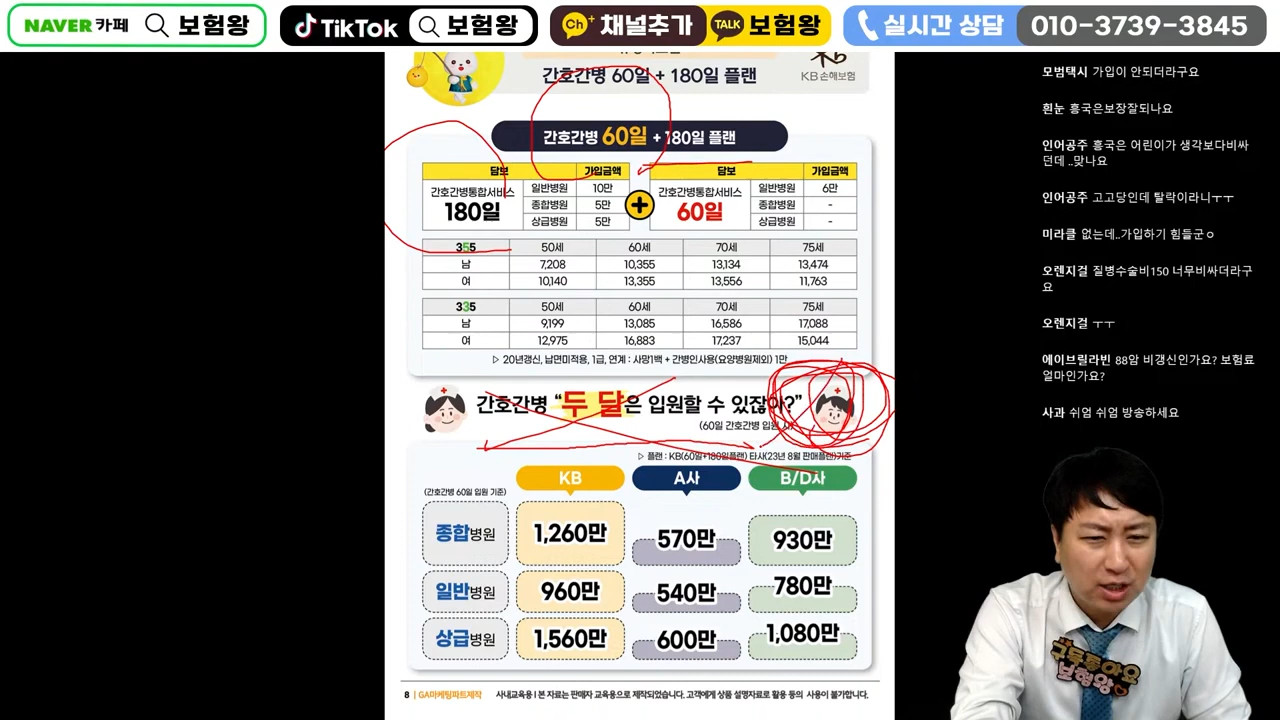 NAVER 카페 보험왕
TikTok 보험왕
Ch+ 채널추가 TALK 보험왕
실시간 상담 010-3739-3845
간호간병 60일 + 180일 플랜
KB손해보험
간호간병 60일 + 180일 플랜
담보 가입금액
간호간병통합서비스 180일
일반병원 10만
종합병원 5만
상급병원 5만
담보 가입금액
간호간병통합서비스 60일
일반병원 6만
종합병원 -
상급병원 -
355 50세 60세 70세 75세
남 7,208 10,355 13,134 13,474
여 10,140 13,355 13,556 11,763
335 50세 60세 70세 75세
남 9,199 13,085 16,586 17,088
여 12,975 16,883 17,237 15,044
▷ 20년갱신, 납면미적용, 1급, 연계 : 사망1백 + 간병인사용(요양병원제외) 1만
간호간병 “두 달은 입원할 수 있잖아?”
(60일 간호간병 입원 시)
▷ 플랜 : KB(60일+180일플랜) 타사(23년 8월 판매플랜)기준
(간호간병 60일 입원 기준) KB A사 B/D사
종합병원 1,260만 570만 930만
일반병원 960만 540만 780만
상급병원 1,560만 600만 1,080만
8 | GA마케팅파트제작 사내교육용 I 본 자료는 판매자 교육용으로 제작되었습니다. 고객에게 상품 설명자료로 활용 등의 사용이 불가합니다.
모범택시 가입이 안되더라구요
흰눈 흥국은보장잘되나요
인어공주 흥국은 어린이가 생각보다비싸
던데 ..맞나요
인어공주 고고당인데 탈락이라니ㅜㅜ
미라클 없는데..가입하기 힘들군ㅇ
오렌지걸 질병수술비150 너무비싸더라구
요
오렌지걸 ㅜㅜ
에이브릴라빈 88암 비갱신인가요? 보험료
얼마인가요?
사과 쉬엄 쉬엄 방송하세요
구독좋아요
보험왕